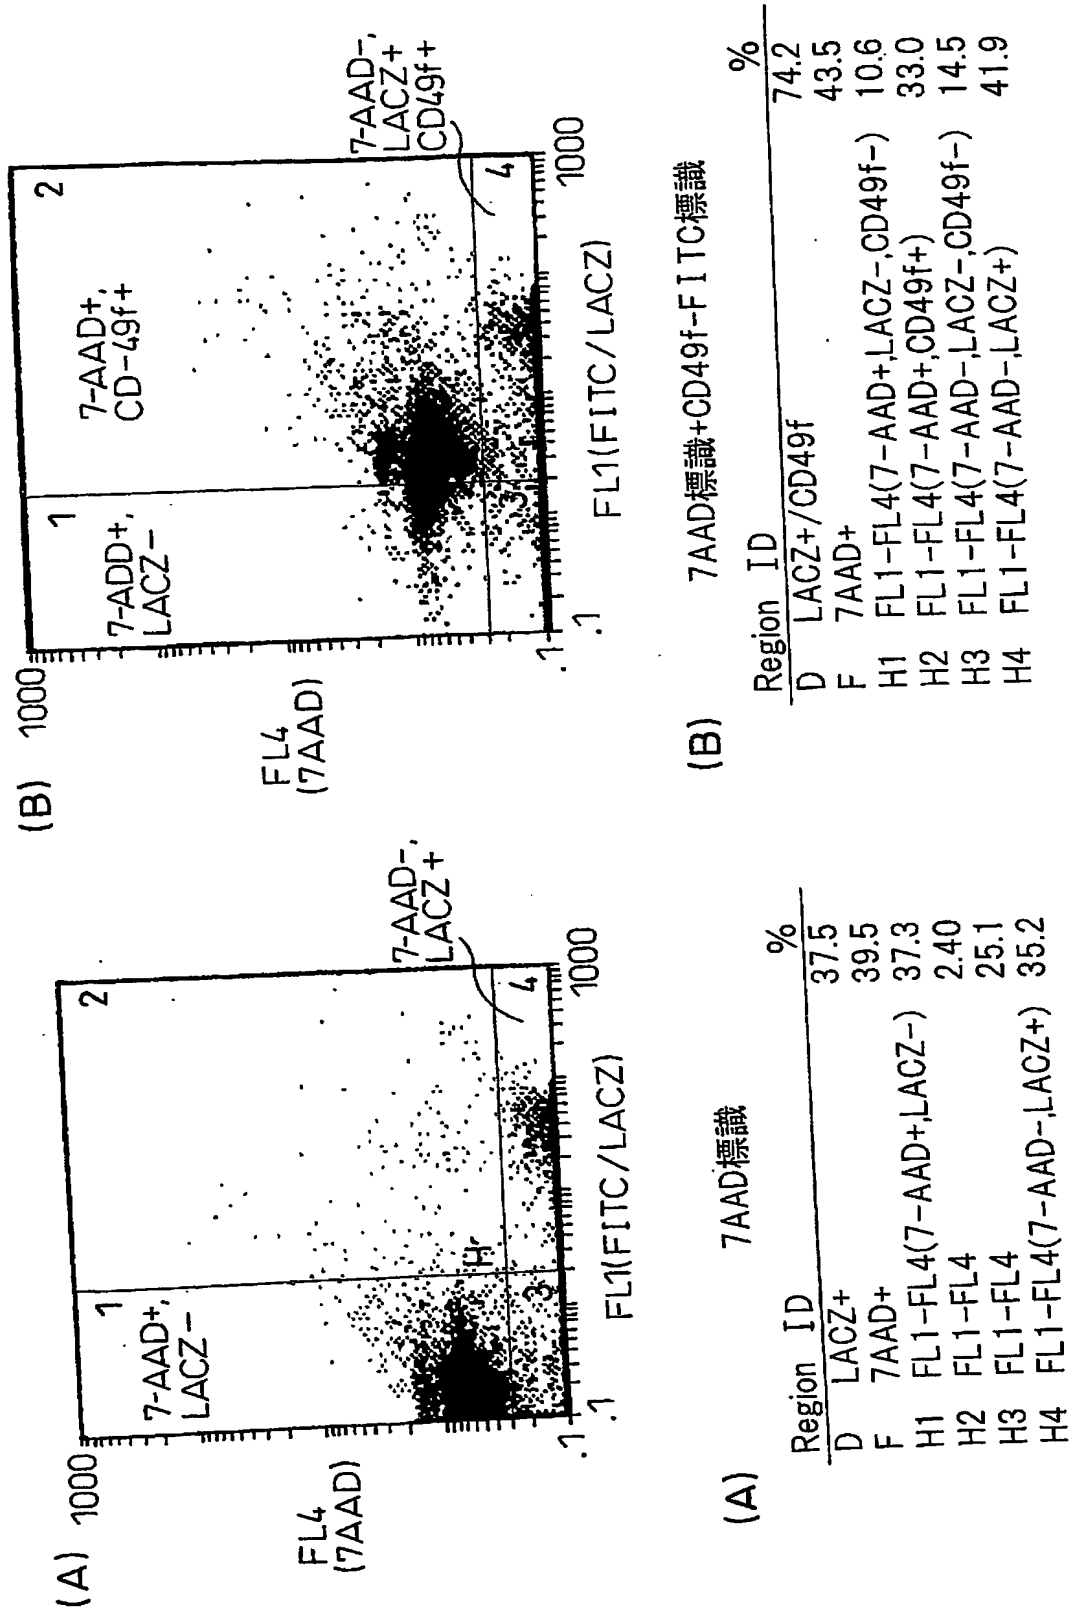 (A)
1000
FL4
(7AAD)
1
7-AAD+,
LACZ-
2
3
4
7-AAD-,
LACZ+
.1
.1
1000
FL1(FITC/LACZ)
(B)
1000
FL4
(7AAD)
1
7-ADD+,
LACZ-
2
7-AAD+,
CD-49f+
3
4
7-AAD-,
LACZ+
CD49f+
.1
.1
1000
FL1(FITC/LACZ)
(A)
7AAD標識
Region ID %
D LACZ+ 37.5
F 7AAD+ 39.5
H1 FL1-FL4(7-AAD+,LACZ-) 37.3
H2 FL1-FL4 2.40
H3 FL1-FL4 25.1
H4 FL1-FL4(7-AAD-,LACZ+) 35.2
(B)
7AAD標識+CD49f-FITC標識
Region ID %
D LACZ+/CD49f 74.2
F 7AAD+ 43.5
H1 FL1-FL4(7-AAD+,LACZ-,CD49f-) 10.6
H2 FL1-FL4(7-AAD+,CD49f+) 33.0
H3 FL1-FL4(7-AAD-,LACZ-,CD49f-) 14.5
H4 FL1-FL4(7-AAD-,LACZ+) 41.9